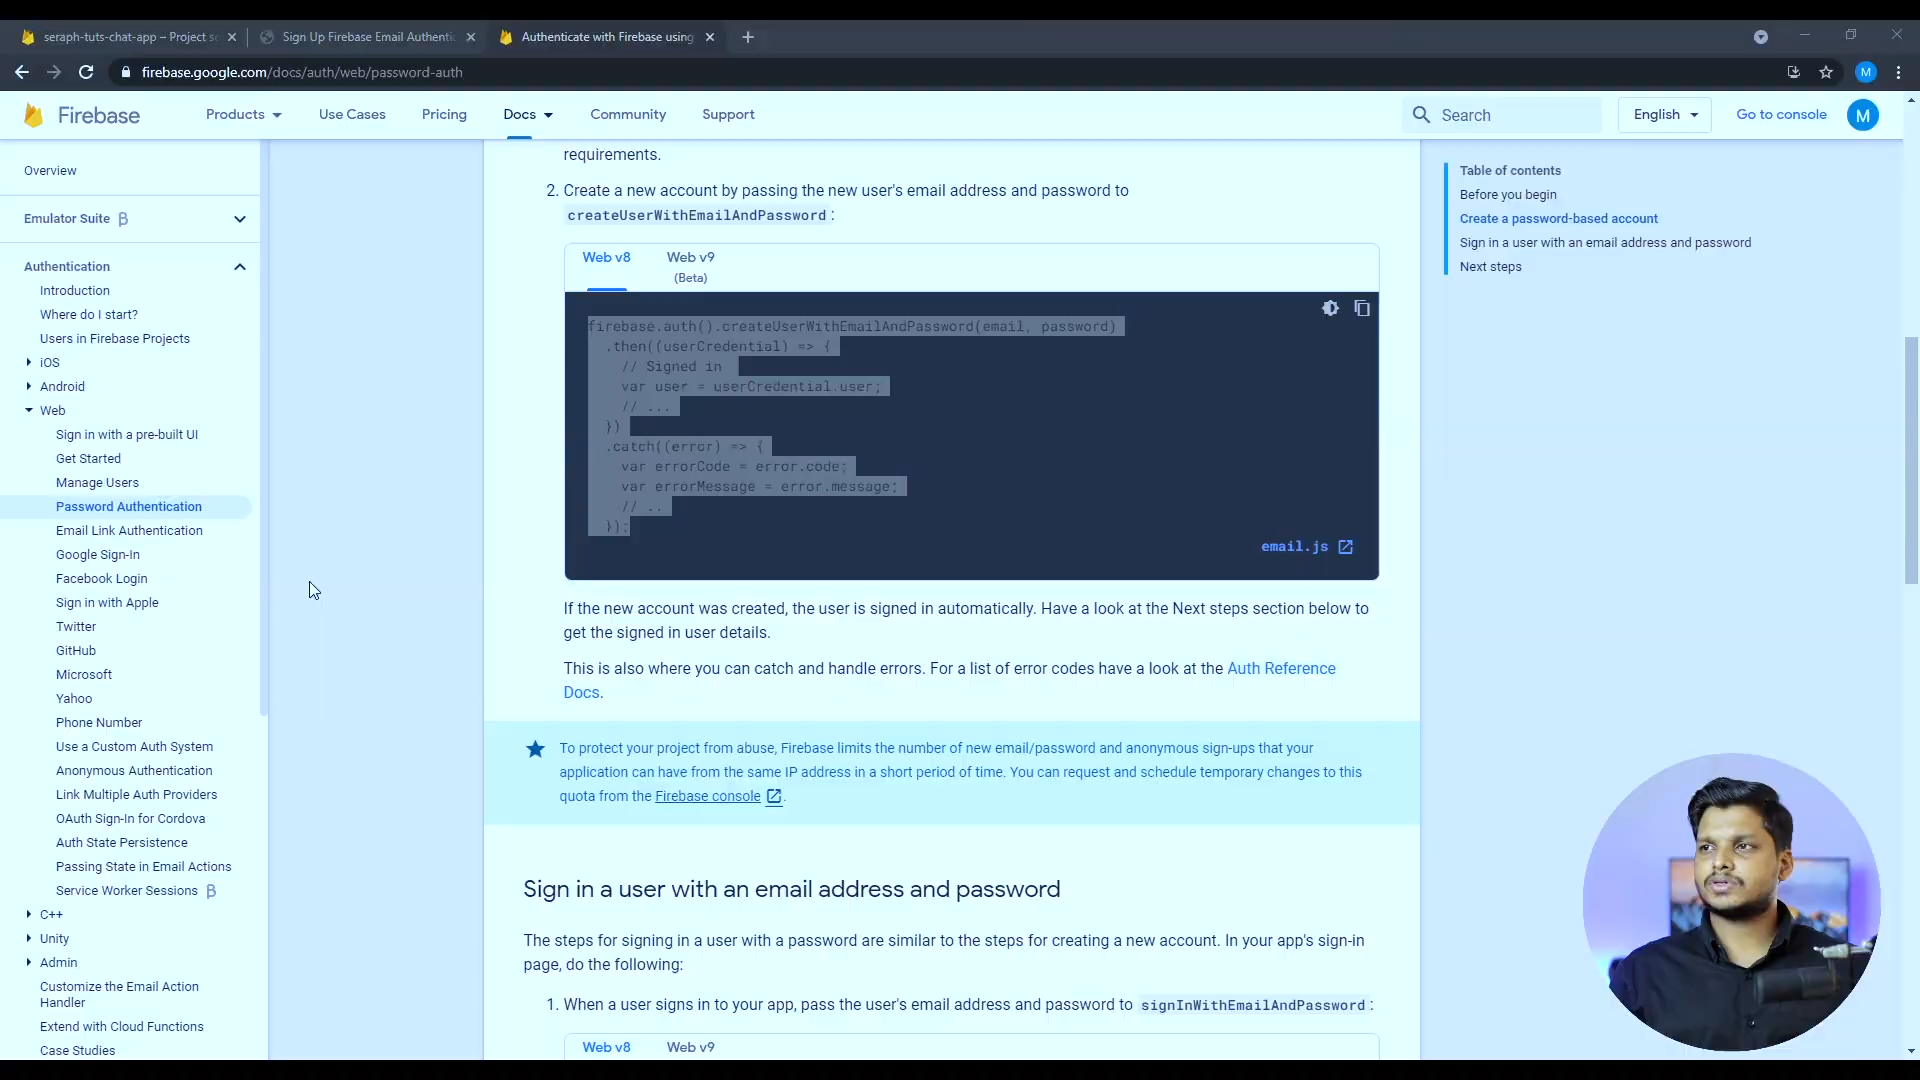 seraph-tuts-chat-app – Project s
Sign Up Firebase Email Authentic
Authenticate with Firebase using
firebase.google.com/docs/auth/web/password-auth
M
Firebase
Products
Use Cases
Pricing
Docs
Community
Support
Search
English
Go to console
M
Overview
Emulator Suite β
Authentication
Introduction
Where do I start?
Users in Firebase Projects
iOS
Android
Web
Sign in with a pre-built UI
Get Started
Manage Users
Password Authentication
Email Link Authentication
Google Sign-In
Facebook Login
Sign in with Apple
Twitter
GitHub
Microsoft
Yahoo
Phone Number
Use a Custom Auth System
Anonymous Authentication
Link Multiple Auth Providers
OAuth Sign-In for Cordova
Auth State Persistence
Passing State in Email Actions
Service Worker Sessions β
C++
Unity
Admin
Customize the Email Action
Handler
Extend with Cloud Functions
Case Studies
requirements.
2. Create a new account by passing the new user's email address and password to
createUserWithEmailAndPassword:
Web v8
Web v9
(Beta)
firebase.auth().createUserWithEmailAndPassword(email, password)
.then((userCredential) => {
// Signed in
var user = userCredential.user;
// ...
})
.catch((error) => {
var errorCode = error.code;
var errorMessage = error.message;
// ..
});
email.js
If the new account was created, the user is signed in automatically. Have a look at the Next steps section below to
get the signed in user details.
This is also where you can catch and handle errors. For a list of error codes have a look at the Auth Reference
Docs.
To protect your project from abuse, Firebase limits the number of new email/password and anonymous sign-ups that your
application can have from the same IP address in a short period of time. You can request and schedule temporary changes to this
quota from the Firebase console.
Sign in a user with an email address and password
The steps for signing in a user with a password are similar to the steps for creating a new account. In your app's sign-in
page, do the following:
1. When a user signs in to your app, pass the user's email address and password to signInWithEmailAndPassword:
Web v8
Web v9
Table of contents
Before you begin
Create a password-based account
Sign in a user with an email address and password
Next steps